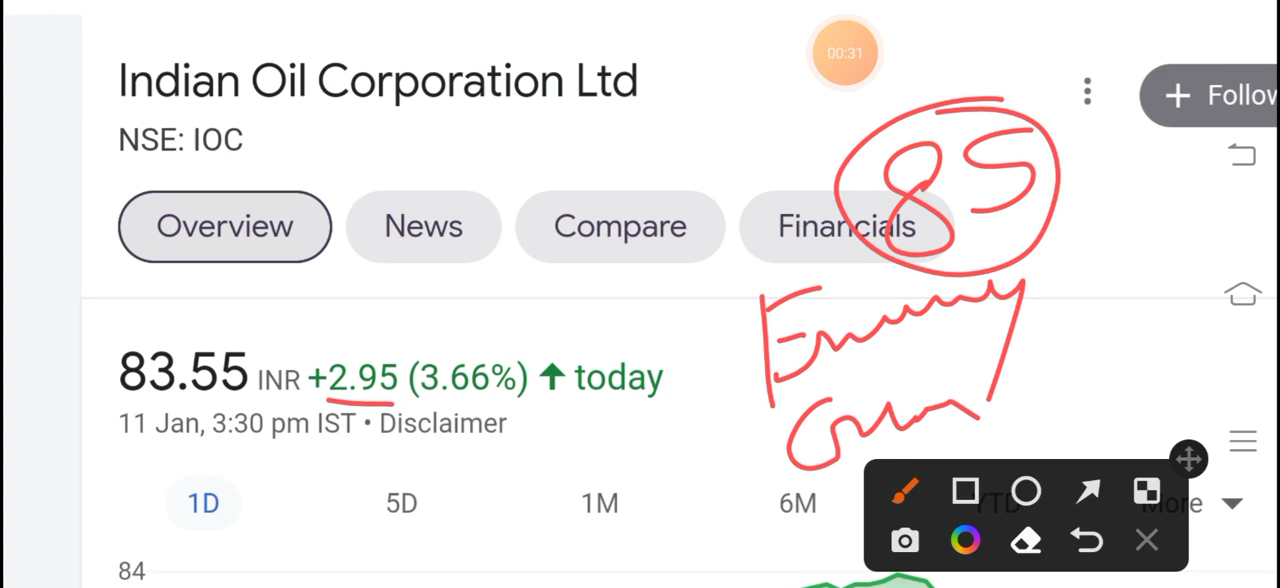 00:31
Indian Oil Corporation Ltd
+ Follow
NSE: IOC
85
Overview News Compare Financials
83.55 INR +2.95 (3.66%) ↑ today
11 Jan, 3:30 pm IST • Disclaimer
1D 5D 1M 6M YTD More
84